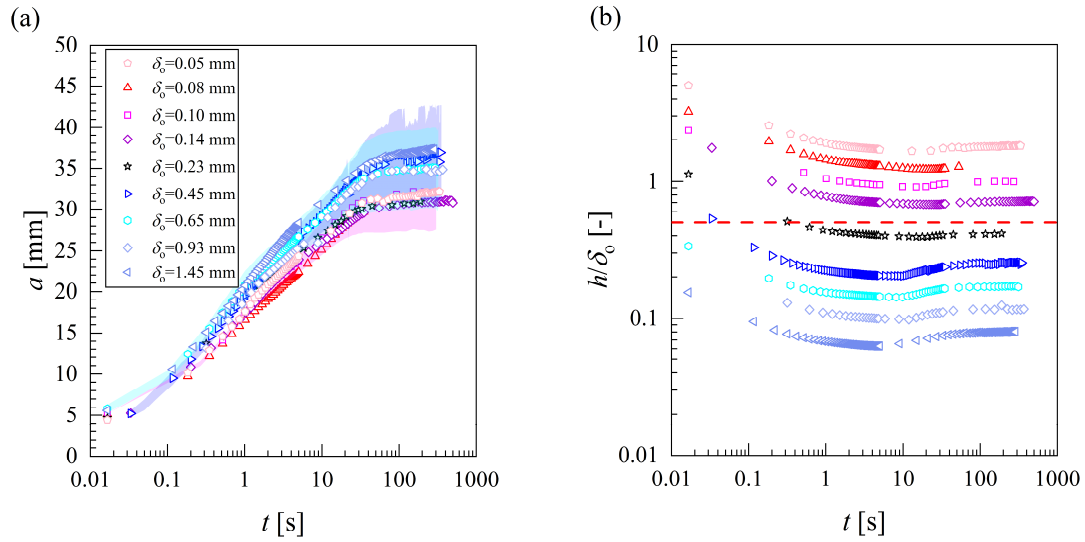 (a)
(b)
50
45
40
35
30
25
20
15
10
5
0
a [mm]
δo=0.05 mm
δo=0.08 mm
δo=0.10 mm
δo=0.14 mm
δo=0.23 mm
δo=0.45 mm
δo=0.65 mm
δo=0.93 mm
δo=1.45 mm
0.01 0.1 1 10 100 1000
t [s]
10
1
0.1
0.01
h/δo [-]
0.01 0.1 1 10 100 1000
t [s]